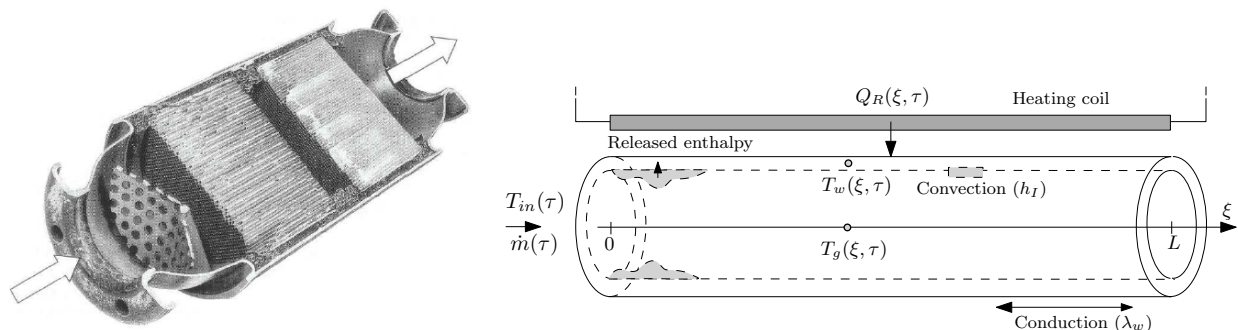 Q_R(ξ, τ)
Heating coil
Released enthalpy
T_w(ξ, τ)
Convection (h_I)
T_in(τ)
ṁ(τ)
0
T_g(ξ, τ)
L
ξ
Conduction (λ_w)